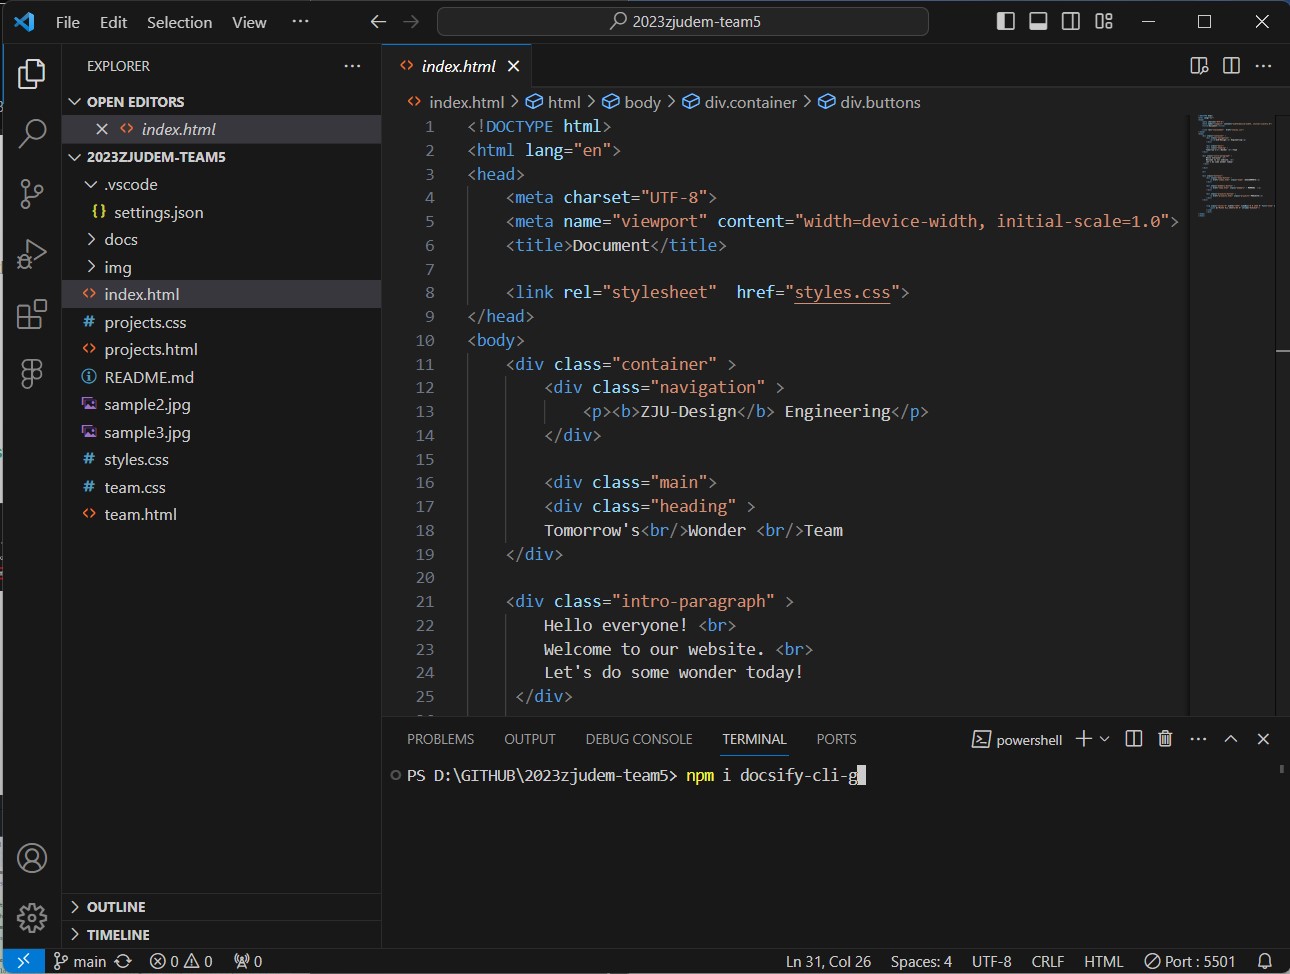 File Edit Selection View ··· 2023zjudem-team5
EXPLORER ···
OPEN EDITORS
index.html
2023ZJUDEM-TEAM5
.vscode
{} settings.json
docs
img
index.html
# projects.css
projects.html
README.md
sample2.jpg
sample3.jpg
# styles.css
# team.css
team.html
OUTLINE
TIMELINE
index.html
index.html > html > body > div.container > div.buttons
1 <!DOCTYPE html>
2 <html lang="en">
3 <head>
4 <meta charset="UTF-8">
5 <meta name="viewport" content="width=device-width, initial-scale=1.0">
6 <title>Document</title>
7
8 <link rel="stylesheet"  href="styles.css">
9 </head>
10 <body>
11 <div class="container" >
12 <div class="navigation" >
13 <p><b>ZJU-Design</b> Engineering</p>
14 </div>
15
16 <div class="main">
17 <div class="heading" >
18 Tomorrow's<br/>Wonder <br/>Team
19 </div>
20
21 <div class="intro-paragraph" >
22 Hello everyone! <br>
23 Welcome to our website. <br>
24 Let's do some wonder today!
25 </div>
PROBLEMS OUTPUT DEBUG CONSOLE TERMINAL PORTS powershell
PS D:\GITHUB\2023zjudem-team5> npm i docsify-cli-g
main 0 0 0 Ln 31, Col 26 Spaces: 4 UTF-8 CRLF HTML Port : 5501